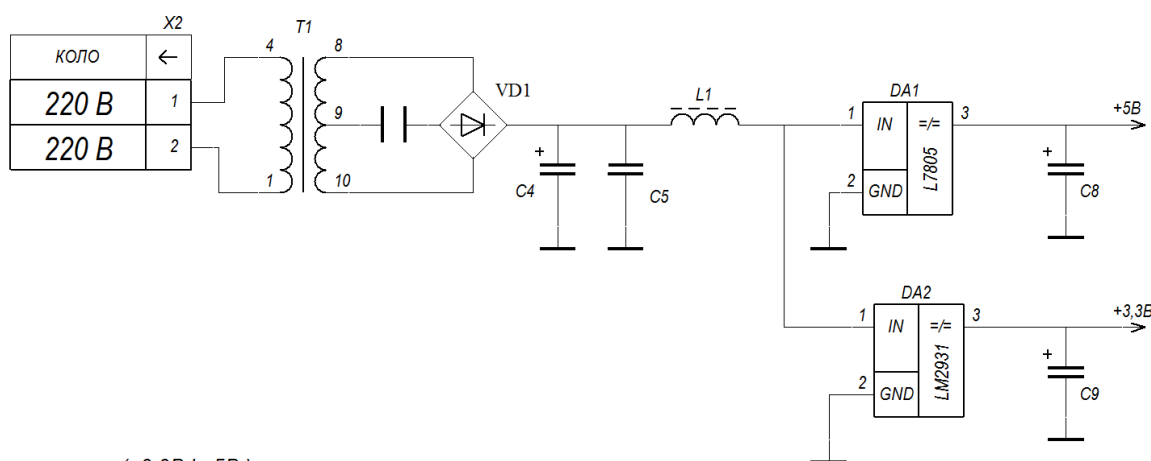 X2
T1
КОЛО ←
4
8
220 В 1
VD1
L1
DA1
9
1
IN
=/=
3
+5В
220 В 2
+
+
2
GND
L7805
C4
C5
C8
1
10
DA2
1
IN
=/=
3
+3,3В
+
2
GND
LM2931
C9